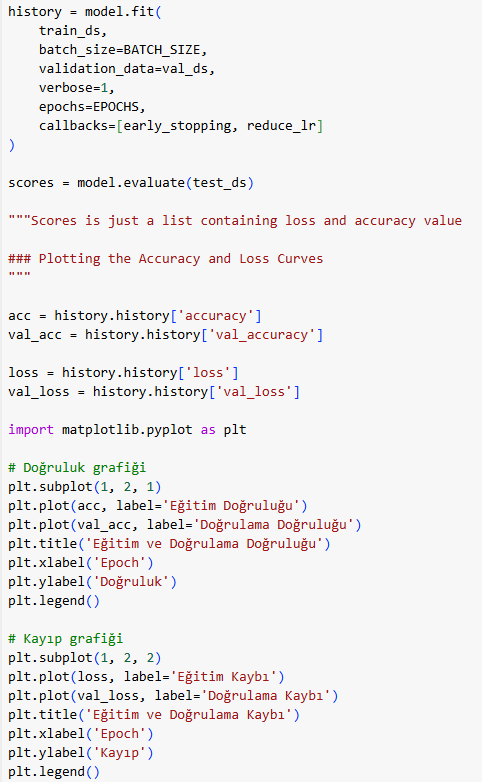 history = model.fit(
    train_ds,
    batch_size=BATCH_SIZE,
    validation_data=val_ds,
    verbose=1,
    epochs=EPOCHS,
    callbacks=[early_stopping, reduce_lr]
)
scores = model.evaluate(test_ds)
"""Scores is just a list containing loss and accuracy value
### Plotting the Accuracy and Loss Curves
"""
acc = history.history['accuracy']
val_acc = history.history['val_accuracy']
loss = history.history['loss']
val_loss = history.history['val_loss']
import matplotlib.pyplot as plt
# Doğruluk grafiği
plt.subplot(1, 2, 1)
plt.plot(acc, label='Eğitim Doğruluğu')
plt.plot(val_acc, label='Doğrulama Doğruluğu')
plt.title('Eğitim ve Doğrulama Doğruluğu')
plt.xlabel('Epoch')
plt.ylabel('Doğruluk')
plt.legend()
# Kayıp grafiği
plt.subplot(1, 2, 2)
plt.plot(loss, label='Eğitim Kaybı')
plt.plot(val_loss, label='Doğrulama Kaybı')
plt.title('Eğitim ve Doğrulama Kaybı')
plt.xlabel('Epoch')
plt.ylabel('Kayıp')
plt.legend()